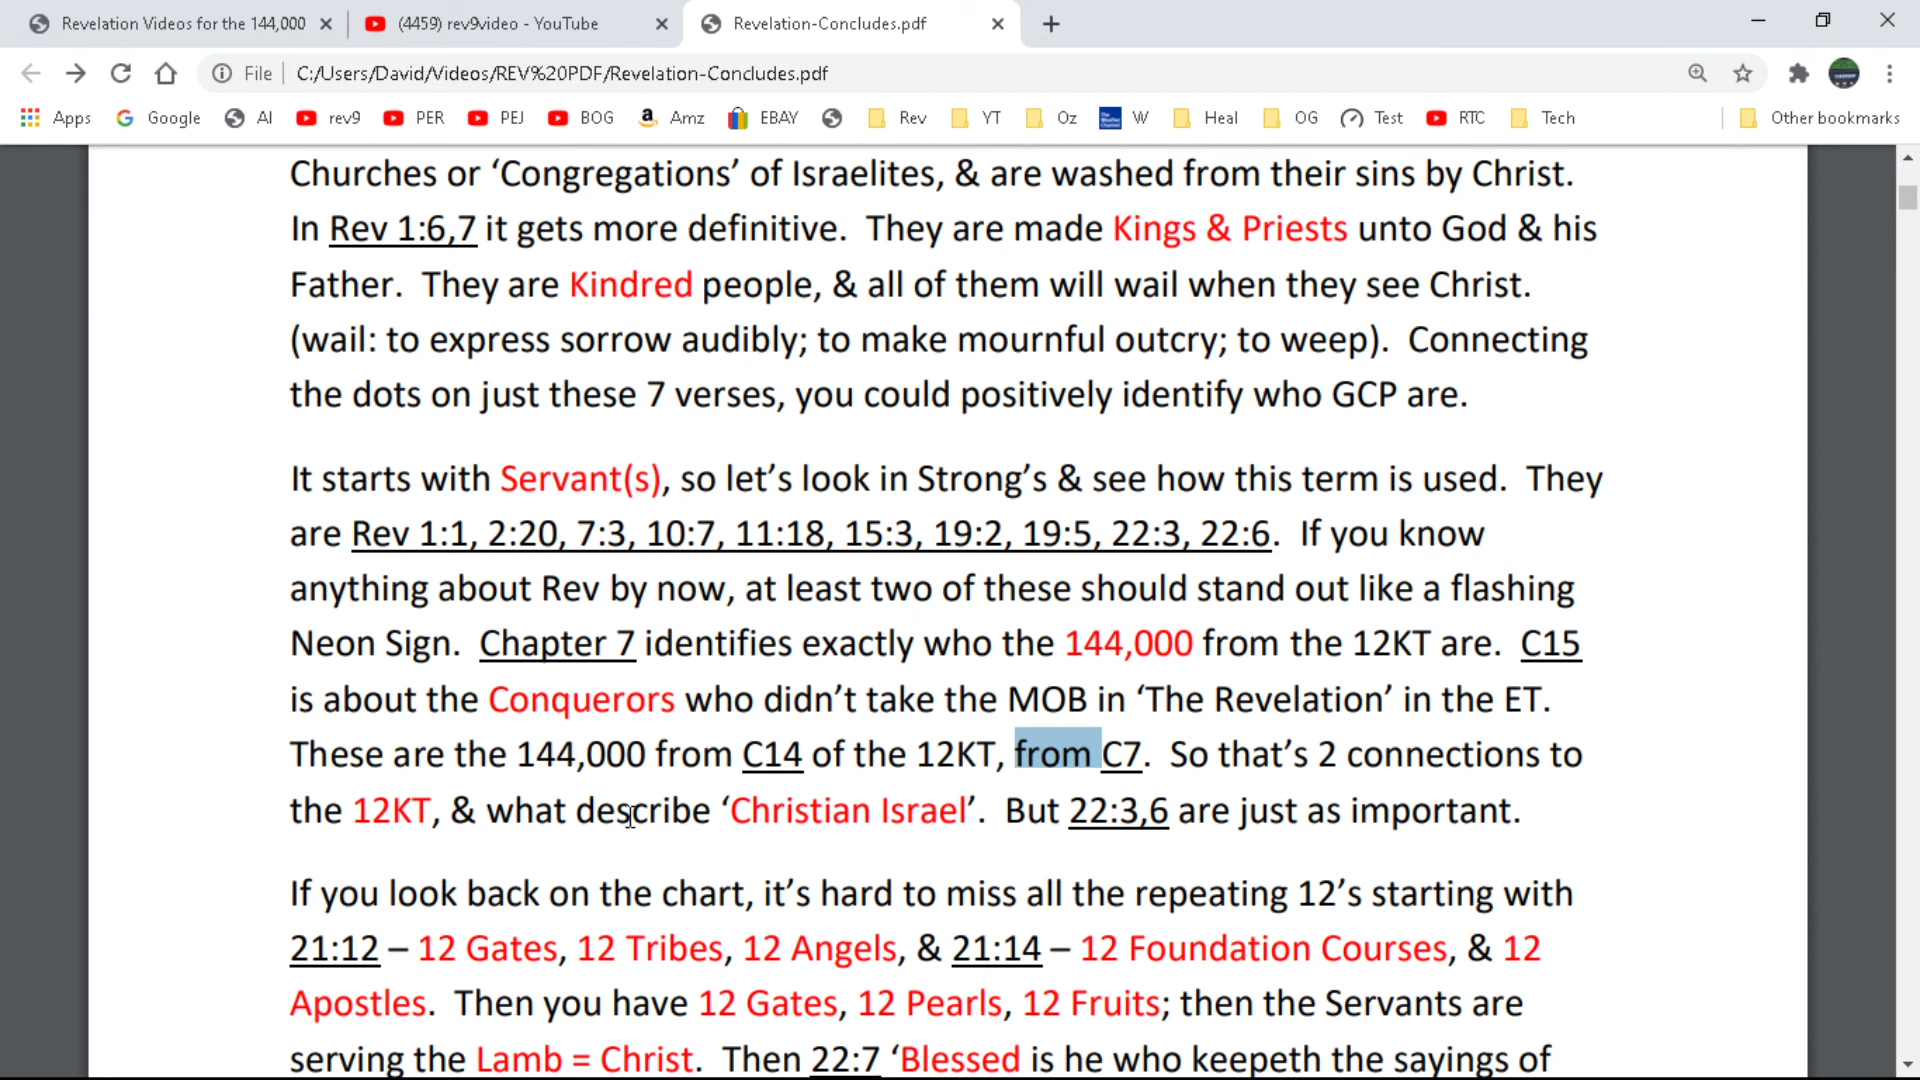 Revelation Videos for the 144,000
(4459) rev9video - YouTube
Revelation-Concludes.pdf
File
C:/Users/David/Videos/REV%20PDF/Revelation-Concludes.pdf
Apps Google AI rev9 PER PEJ BOG Amz EBAY Rev YT Oz W Heal OG Test RTC Tech Other bookmarks
Churches or ‘Congregations’ of Israelites, & are washed from their sins by Christ.
In Rev 1:6,7 it gets more definitive. They are made Kings & Priests unto God & his
Father. They are Kindred people, & all of them will wail when they see Christ.
(wail: to express sorrow audibly; to make mournful outcry; to weep). Connecting
the dots on just these 7 verses, you could positively identify who GCP are.
It starts with Servant(s), so let’s look in Strong’s & see how this term is used. They
are Rev 1:1, 2:20, 7:3, 10:7, 11:18, 15:3, 19:2, 19:5, 22:3, 22:6. If you know
anything about Rev by now, at least two of these should stand out like a flashing
Neon Sign. Chapter 7 identifies exactly who the 144,000 from the 12KT are. C15
is about the Conquerors who didn’t take the MOB in ‘The Revelation’ in the ET.
These are the 144,000 from C14 of the 12KT, from C7. So that’s 2 connections to
the 12KT, & what describe ‘Christian Israel’. But 22:3,6 are just as important.
If you look back on the chart, it’s hard to miss all the repeating 12’s starting with
21:12 – 12 Gates, 12 Tribes, 12 Angels, & 21:14 – 12 Foundation Courses, & 12
Apostles. Then you have 12 Gates, 12 Pearls, 12 Fruits; then the Servants are
serving the Lamb = Christ. Then 22:7 ‘Blessed is he who keepeth the sayings of